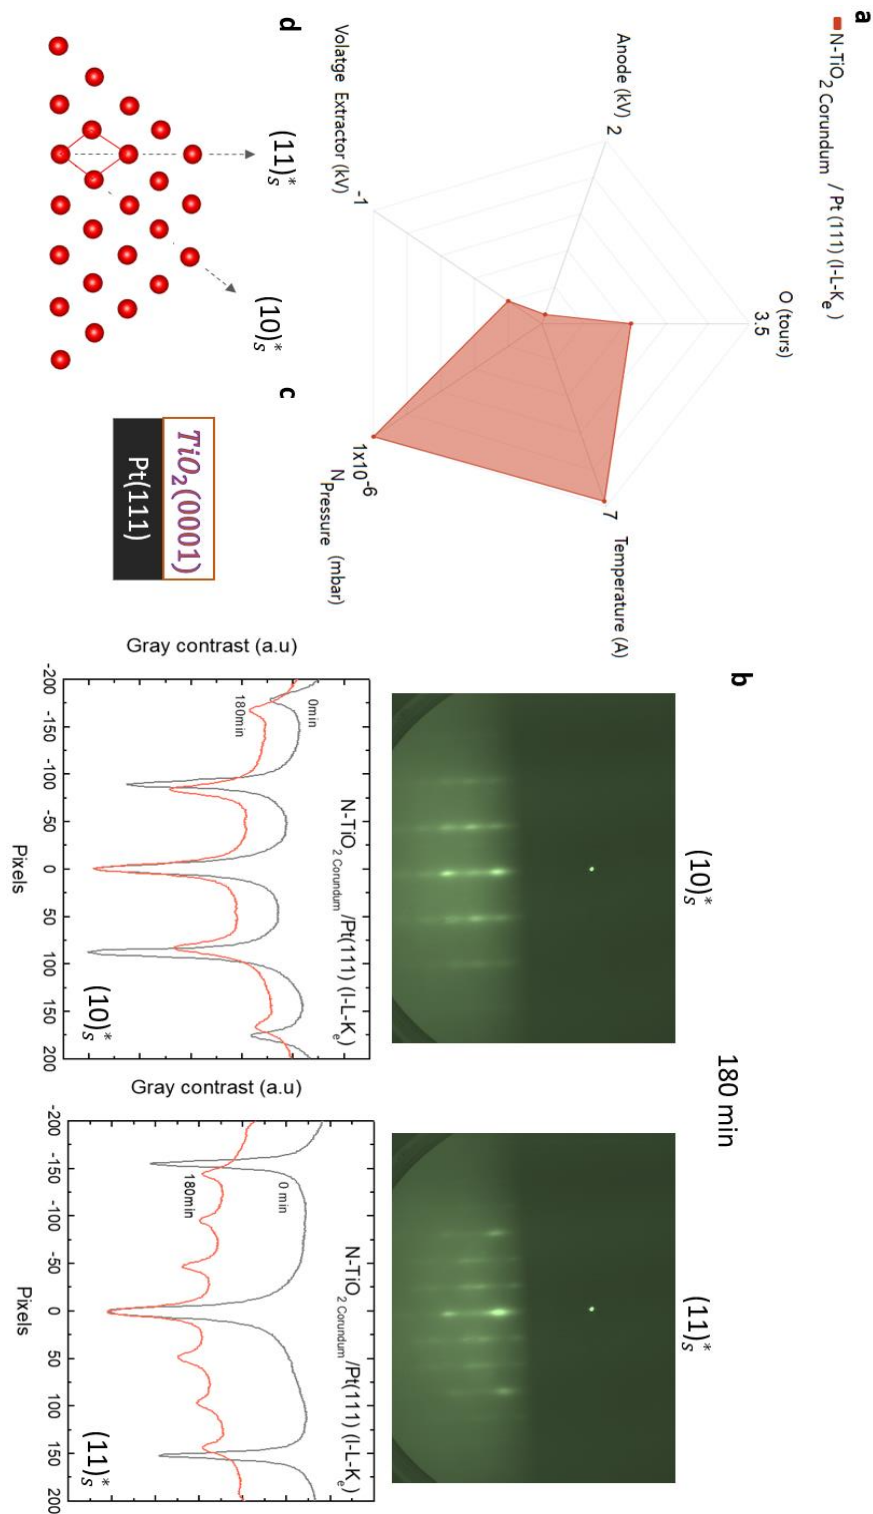 a
N-TiO2 Corundum / Pt (111) (I-L-Ke)
O (tours)
3.5
Anode (kV) 2
7 Temperature (A)
Volatge Extractor (kV) -1
1x10-6
N Pressure (mbar)
b
180 min
(10)*s
(11)*s
d
(11)*s
(10)*s
c
TiO2(0001)
Pt(111)
Gray contrast (a.u)
N-TiO2 Corundum/Pt(111) (I-L-Ke)
0min
180min
(10)*s
-200 -150 -100 -50 0 50 100 150 200
Pixels
Gray contrast (a.u)
N-TiO2 Corundum/Pt(111) (I-L-Ke)
0 min
180min
(11)*s
-200 -150 -100 -50 0 50 100 150 200
Pixels